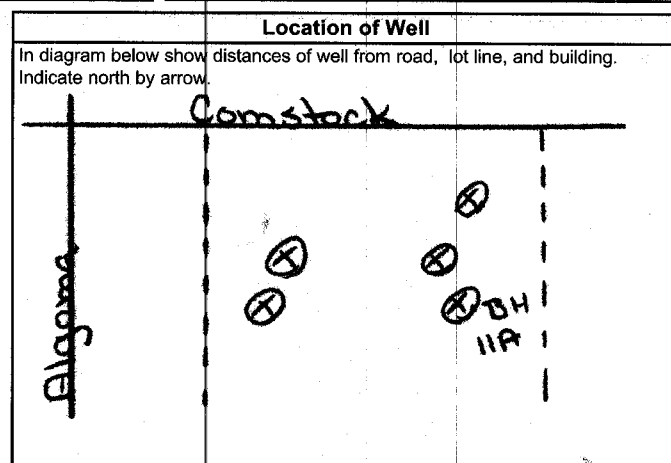 Location of Well
In diagram below show distances of well from road, lot line, and building.
Indicate north by arrow.
Comstock
Algoma
BH
11A